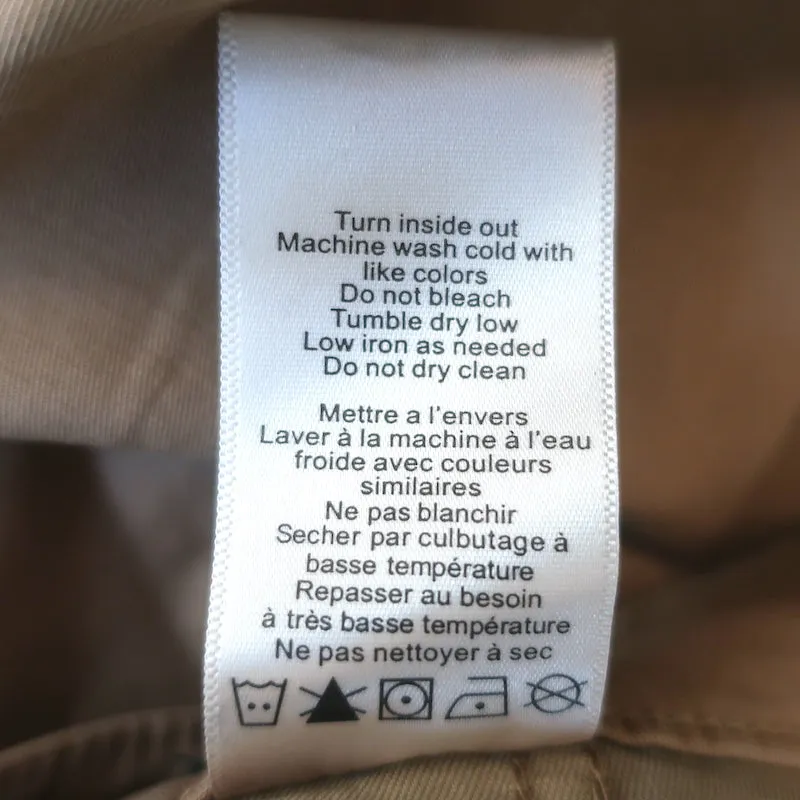 Turn inside out
Machine wash cold with
like colors
Do not bleach
Tumble dry low
Low iron as needed
Do not dry clean
Mettre a l'envers
Laver à la machine à l'eau
froide avec couleurs
similaires
Ne pas blanchir
Secher par culbutage à
basse température
Repasser au besoin
à très basse température
Ne pas nettoyer à sec